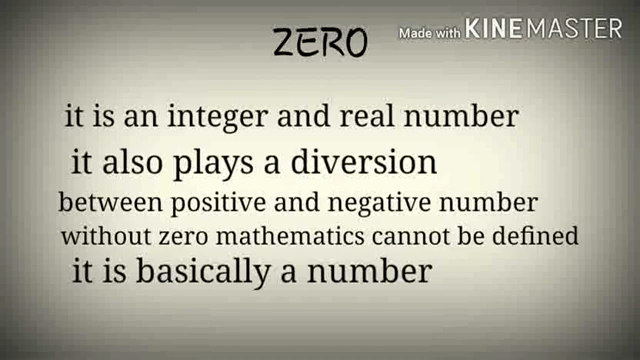 ZERO
Made with KINEMASTER
it is an integer and real number
it also plays a diversion
between positive and negative number
without zero mathematics cannot be defined
it is basically a number